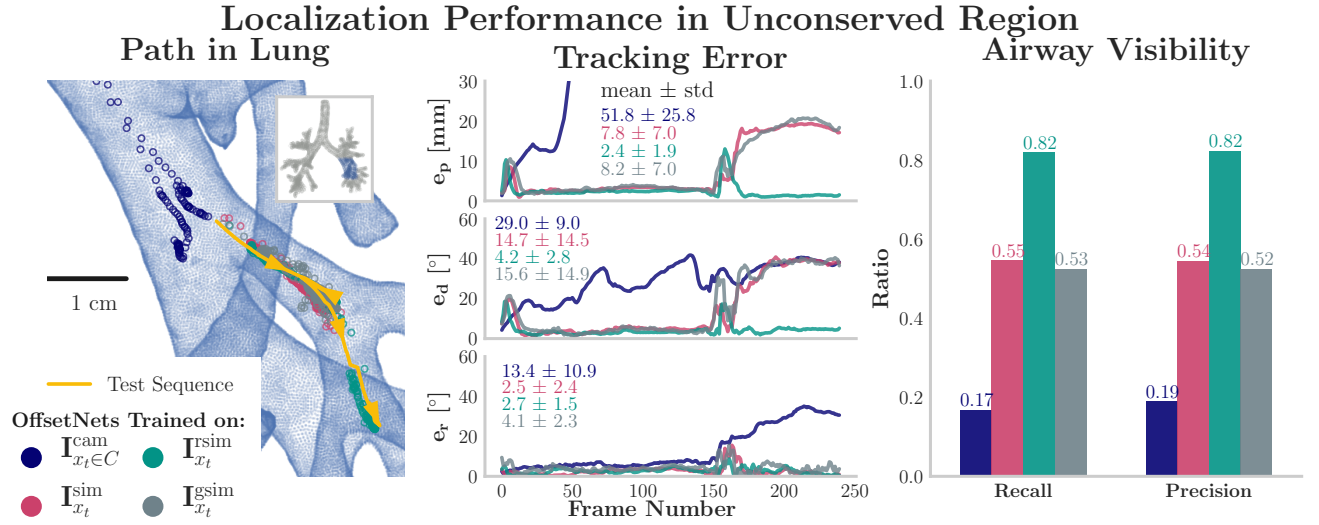 Localization Performance in Unconserved Region
Path in Lung
1 cm
Test Sequence
OffsetNets Trained on:
I^cam_{x_t∈C}
I^rsim_{x_t}
I^sim_{x_t}
I^gsim_{x_t}
Tracking Error
e_p [mm]
30
20
10
0
mean ± std
51.8 ± 25.8
7.8 ± 7.0
2.4 ± 1.9
8.2 ± 7.0
e_d [°]
60
40
20
0
29.0 ± 9.0
14.7 ± 14.5
4.2 ± 2.8
15.6 ± 14.9
e_r [°]
60
40
20
0
13.4 ± 10.9
2.5 ± 2.4
2.7 ± 1.5
4.1 ± 2.3
0 50 100 150 200 250
Frame Number
Airway Visibility
Ratio
1.0
0.8
0.6
0.4
0.2
0.0
0.17 0.55 0.82 0.53
0.19 0.54 0.82 0.52
Recall Precision